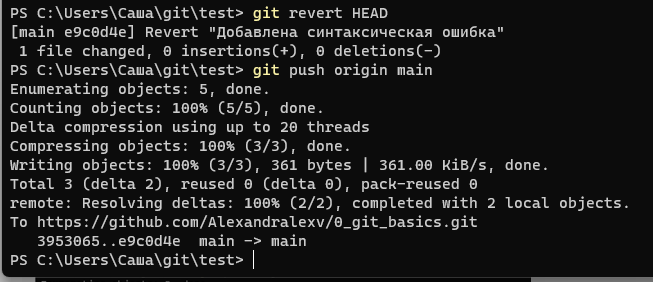 PS C:\Users\Саша\git\test> git revert HEAD
[main e9c0d4e] Revert "Добавлена синтаксическая ошибка"
 1 file changed, 0 insertions(+), 0 deletions(-)
PS C:\Users\Саша\git\test> git push origin main
Enumerating objects: 5, done.
Counting objects: 100% (5/5), done.
Delta compression using up to 20 threads
Compressing objects: 100% (3/3), done.
Writing objects: 100% (3/3), 361 bytes | 361.00 KiB/s, done.
Total 3 (delta 2), reused 0 (delta 0), pack-reused 0
remote: Resolving deltas: 100% (2/2), completed with 2 local objects.
To https://github.com/Alexandralexv/0_git_basics.git
   3953065..e9c0d4e  main -> main
PS C:\Users\Саша\git\test>